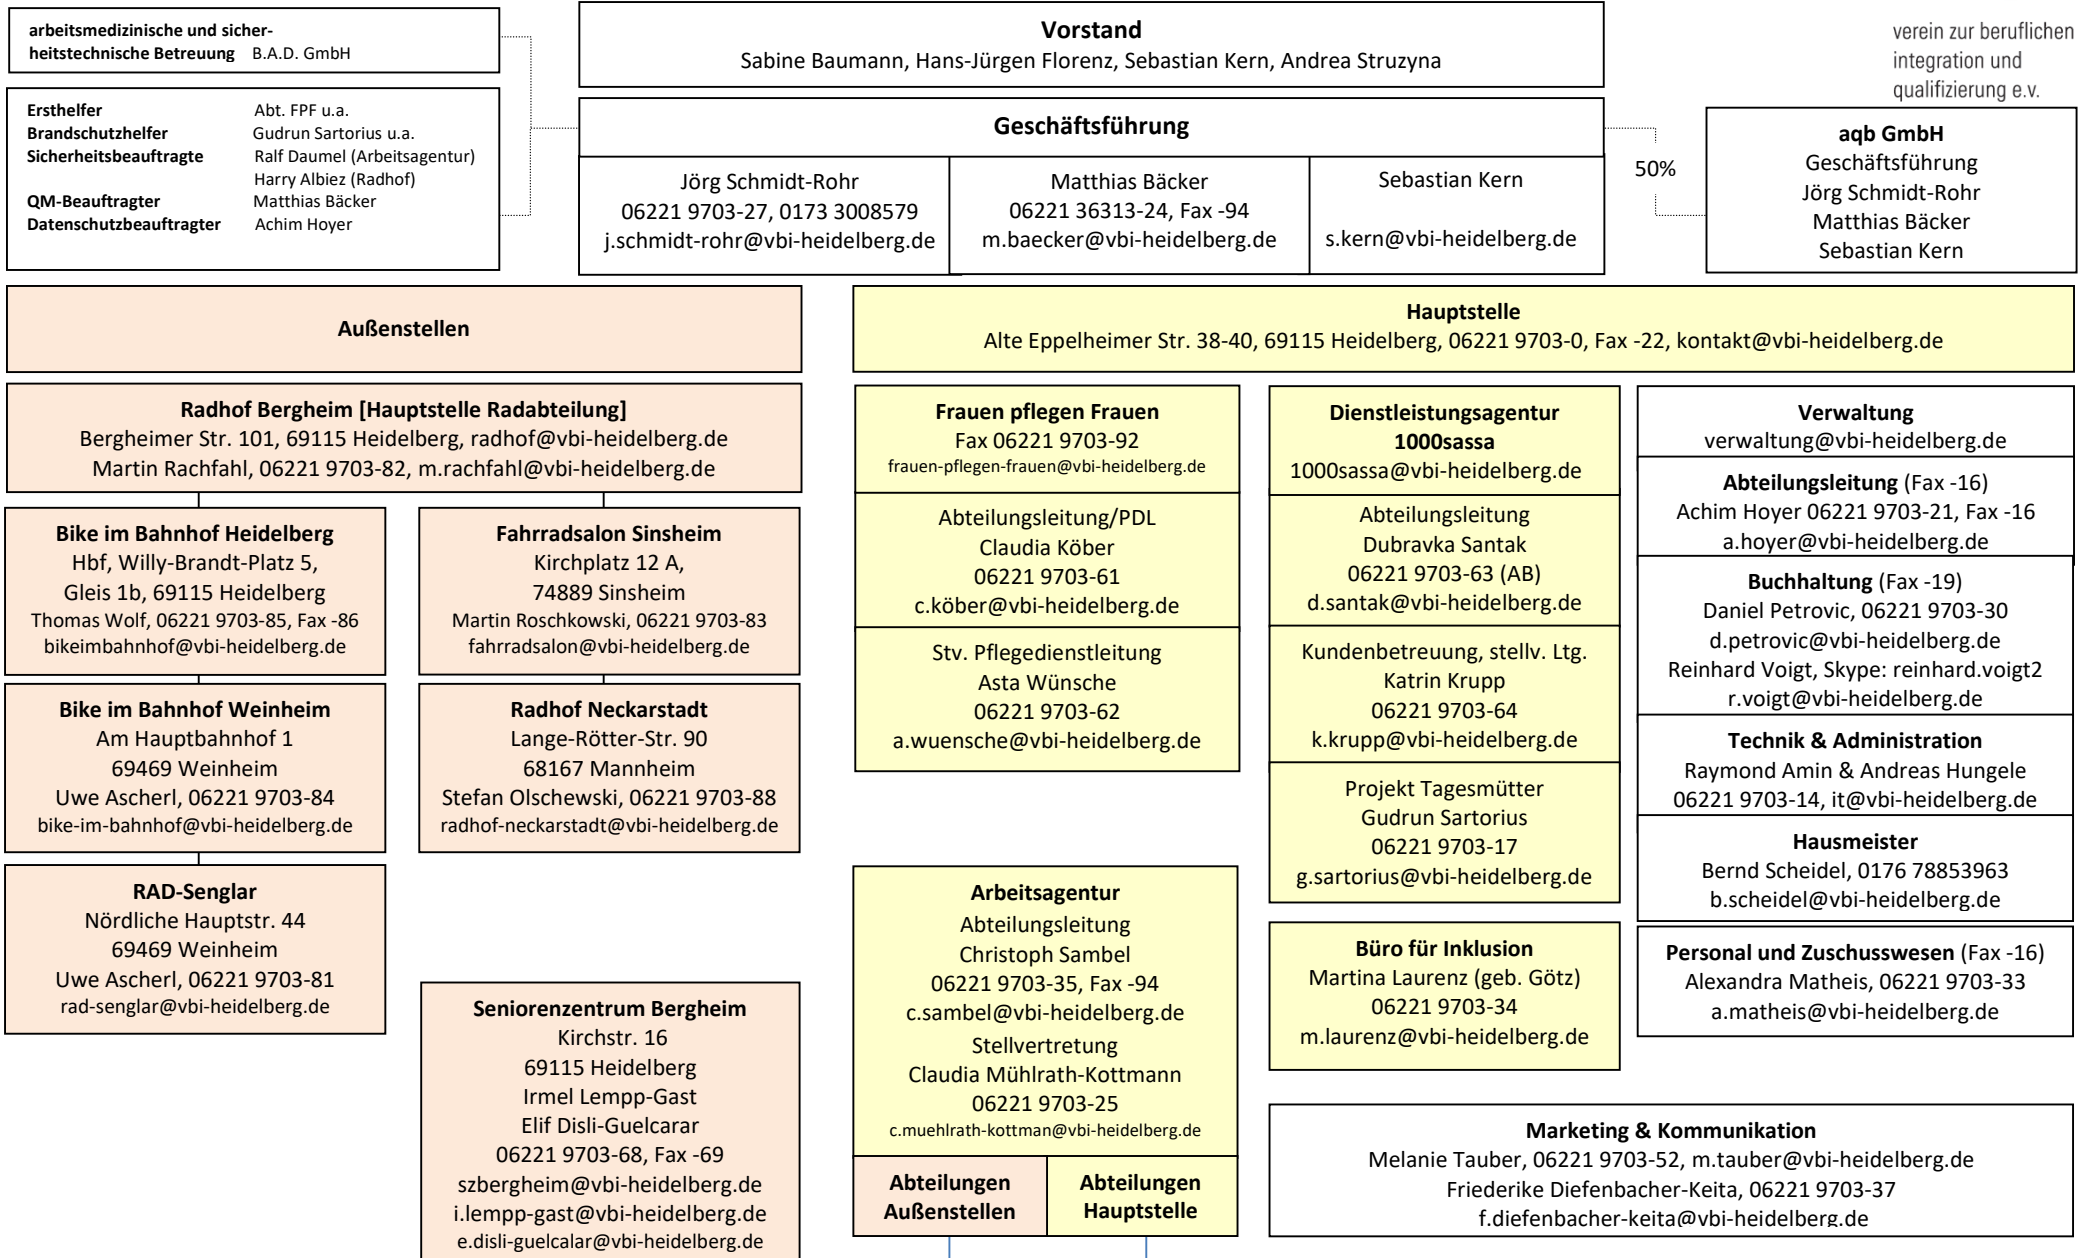 arbeitsmedizinische und sicher-
heitstechnische Betreuung B.A.D. GmbH
Ersthelfer Abt. FPF u.a.
Brandschutzhelfer Gudrun Sartorius u.a.
Sicherheitsbeauftragte Ralf Daumel (Arbeitsagentur)
Harry Albiez (Radhof)
QM-Beauftragter Matthias Bäcker
Datenschutzbeauftragter Achim Hoyer
Vorstand
Sabine Baumann, Hans-Jürgen Florenz, Sebastian Kern, Andrea Struzyna
Geschäftsführung
Jörg Schmidt-Rohr
06221 9703-27, 0173 3008579
j.schmidt-rohr@vbi-heidelberg.de
Matthias Bäcker
06221 36313-24, Fax -94
m.baecker@vbi-heidelberg.de
Sebastian Kern
s.kern@vbi-heidelberg.de
50%
verein zur beruflichen
integration und
qualifizierung e.v.
aqb GmbH
Geschäftsführung
Jörg Schmidt-Rohr
Matthias Bäcker
Sebastian Kern
Außenstellen
Radhof Bergheim [Hauptstelle Radabteilung]
Bergheimer Str. 101, 69115 Heidelberg, radhof@vbi-heidelberg.de
Martin Rachfahl, 06221 9703-82, m.rachfahl@vbi-heidelberg.de
Bike im Bahnhof Heidelberg
Hbf, Willy-Brandt-Platz 5,
Gleis 1b, 69115 Heidelberg
Thomas Wolf, 06221 9703-85, Fax -86
bikeimbahnhof@vbi-heidelberg.de
Fahrradsalon Sinsheim
Kirchplatz 12 A,
74889 Sinsheim
Martin Roschkowski, 06221 9703-83
fahrradsalon@vbi-heidelberg.de
Bike im Bahnhof Weinheim
Am Hauptbahnhof 1
69469 Weinheim
Uwe Ascherl, 06221 9703-84
bike-im-bahnhof@vbi-heidelberg.de
Radhof Neckarstadt
Lange-Rötter-Str. 90
68167 Mannheim
Stefan Olschewski, 06221 9703-88
radhof-neckarstadt@vbi-heidelberg.de
RAD-Senglar
Nördliche Hauptstr. 44
69469 Weinheim
Uwe Ascherl, 06221 9703-81
rad-senglar@vbi-heidelberg.de
Seniorenzentrum Bergheim
Kirchstr. 16
69115 Heidelberg
Irmel Lempp-Gast
Elif Disli-Guelcarar
06221 9703-68, Fax -69
szbergheim@vbi-heidelberg.de
i.lempp-gast@vbi-heidelberg.de
e.disli-guelcalar@vbi-heidelberg.de
Hauptstelle
Alte Eppelheimer Str. 38-40, 69115 Heidelberg, 06221 9703-0, Fax -22, kontakt@vbi-heidelberg.de
Frauen pflegen Frauen
Fax 06221 9703-92
frauen-pflegen-frauen@vbi-heidelberg.de
Abteilungsleitung/PDL
Claudia Köber
06221 9703-61
c.köber@vbi-heidelberg.de
Stv. Pflegedienstleitung
Asta Wünsche
06221 9703-62
a.wuensche@vbi-heidelberg.de
Arbeitsagentur
Abteilungsleitung
Christoph Sambel
06221 9703-35, Fax -94
c.sambel@vbi-heidelberg.de
Stellvertretung
Claudia Mühlrath-Kottmann
06221 9703-25
c.muehlrath-kottman@vbi-heidelberg.de
Abteilungen
Außenstellen
Abteilungen
Hauptstelle
Dienstleistungsagentur
1000sassa
1000sassa@vbi-heidelberg.de
Abteilungsleitung
Dubravka Santak
06221 9703-63 (AB)
d.santak@vbi-heidelberg.de
Kundenbetreuung, stellv. Ltg.
Katrin Krupp
06221 9703-64
k.krupp@vbi-heidelberg.de
Projekt Tagesmütter
Gudrun Sartorius
06221 9703-17
g.sartorius@vbi-heidelberg.de
Büro für Inklusion
Martina Laurenz (geb. Götz)
06221 9703-34
m.laurenz@vbi-heidelberg.de
Verwaltung
verwaltung@vbi-heidelberg.de
Abteilungsleitung (Fax -16)
Achim Hoyer 06221 9703-21, Fax -16
a.hoyer@vbi-heidelberg.de
Buchhaltung (Fax -19)
Daniel Petrovic, 06221 9703-30
d.petrovic@vbi-heidelberg.de
Reinhard Voigt, Skype: reinhard.voigt2
r.voigt@vbi-heidelberg.de
Technik & Administration
Raymond Amin & Andreas Hungele
06221 9703-14, it@vbi-heidelberg.de
Hausmeister
Bernd Scheidel, 0176 78853963
b.scheidel@vbi-heidelberg.de
Personal und Zuschusswesen (Fax -16)
Alexandra Matheis, 06221 9703-33
a.matheis@vbi-heidelberg.de
Marketing & Kommunikation
Melanie Tauber, 06221 9703-52, m.tauber@vbi-heidelberg.de
Friederike Diefenbacher-Keita, 06221 9703-37
f.diefenbacher-keita@vbi-heidelberg.de